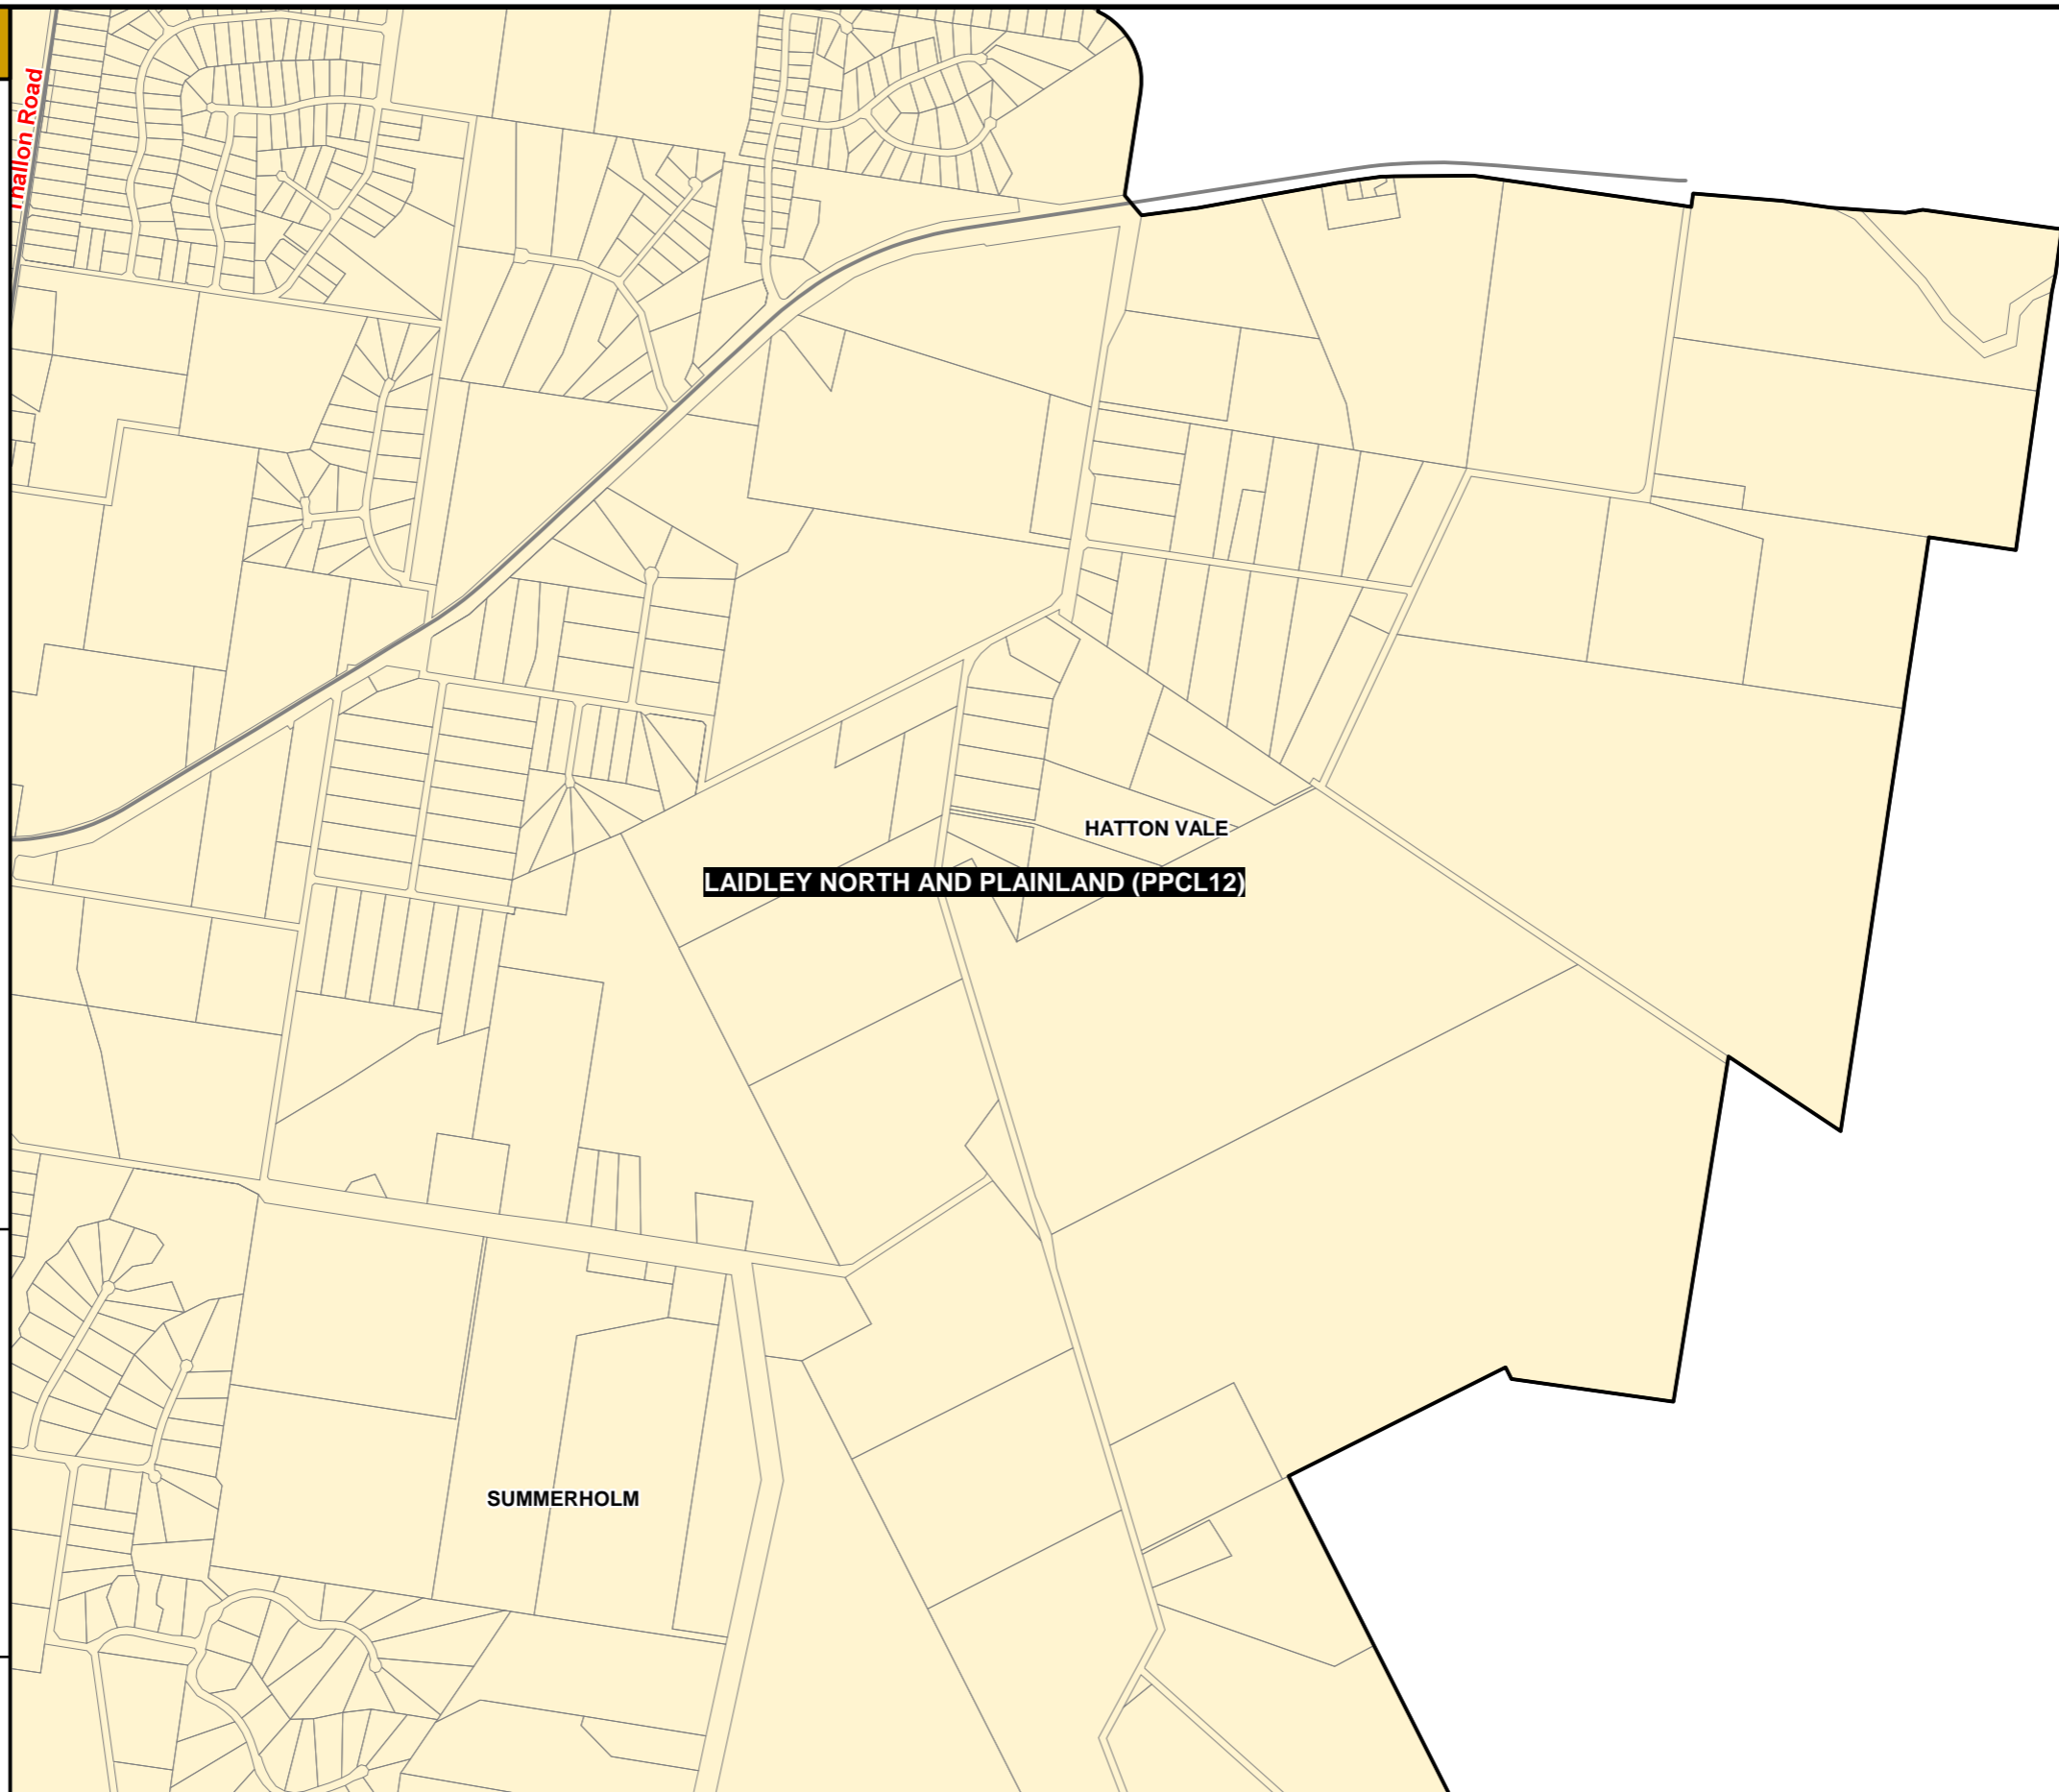 Thallon Road
HATTON VALE
LAIDLEY NORTH AND PLAINLAND (PPCL12)
SUMMERHOLM